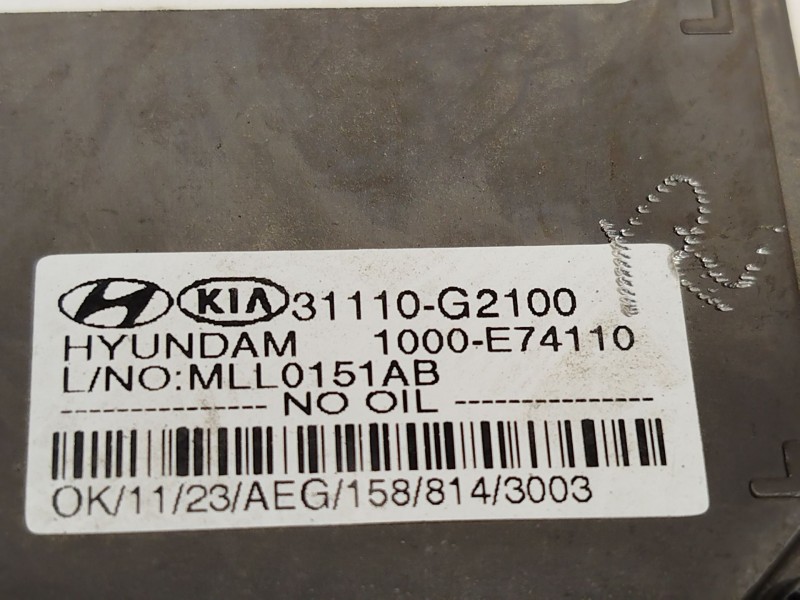 H KIA 31110-G2100
HYUNDAM 1000-E74110
L/NO:MLL0151AB
NO OIL
OK/11/23/AEG/158/814/3003